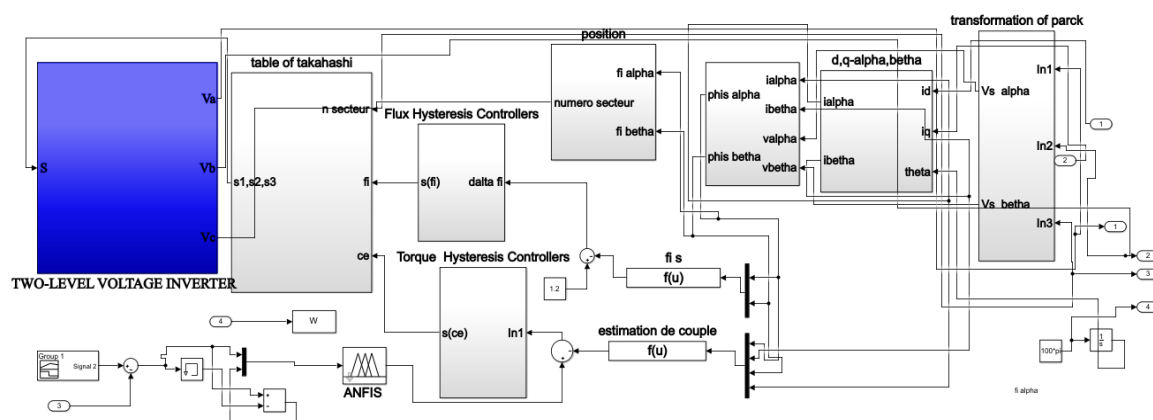 transformation of parck
position
d,q-alpha,betha
table of takahashi
Va
Vb
Vc
S
TWO-LEVEL VOLTAGE INVERTER
n secteur
s1,s2,s3
fi
ce
Flux Hysteresis Controllers
s(fi)
dalta fi
Torque Hysteresis Controllers
s(ce)
In1
fi alpha
numero secteur
fi betha
phis alpha
phis betha
ialpha
ibetha
valpha
vbetha
ialpha
ibetha
id
iq
theta
Vs alpha
Vs betha
In1
In2
In3
1
2
1
2
3
4
fi s
f(u)
1.2
estimation de couple
f(u)
4
W
Group 1
Signal 2
3
ANFIS
100*pi
1
s
fi alpha